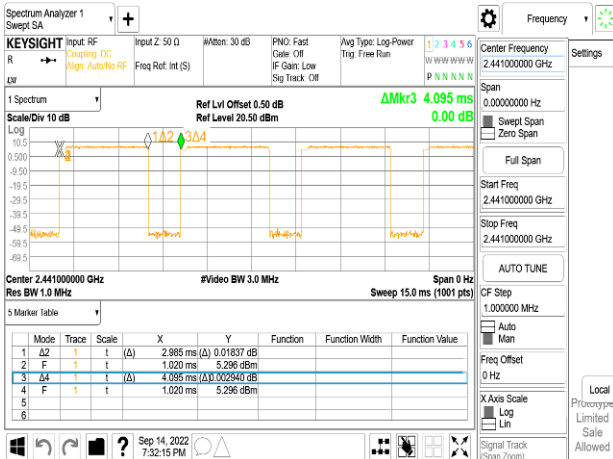 Spectrum Analyzer 1
Swept SA
Frequency
KEYSIGHT Input: RF Input Z: 50 Ω #Atten: 30 dB PNO: Fast Avg Type: Log-Power 1 2 3 4 5 6
R Coupling: DC Gate: Off Trig: Free Run W W W W W W
Align: Auto/No RF Freq Ref: Int (S) IF Gain: Low
Sig Track: Off P N N N N N
1 Spectrum
Ref Lvl Offset 0.50 dB ΔMkr3 4.095 ms
Scale/Div 10 dB Ref Level 20.50 dBm 0.00 dB
Log
10.5
0.500
-9.50
-19.5
-29.5
-39.5
-49.5
-59.5
-69.5
1Δ2 3Δ4
Center 2.441000000 GHz #Video BW 3.0 MHz Span 0 Hz
Res BW 1.0 MHz Sweep 15.0 ms (1001 pts)
5 Marker Table
Mode Trace Scale X Y Function Function Width Function Value
1 Δ2 1 t (Δ) 2.985 ms (Δ) 0.01837 dB
2 F 1 t 1.020 ms 5.296 dBm
3 Δ4 1 t (Δ) 4.095 ms (Δ) 0.002940 dB
4 F 1 t 1.020 ms 5.296 dBm
5
6
Sep 14, 2022
7:32:15 PM
Center Frequency
2.441000000 GHz
Settings
Span
0.00000000 Hz
Swept Span
Zero Span
Full Span
Start Freq
2.441000000 GHz
Stop Freq
2.441000000 GHz
AUTO TUNE
CF Step
1.000000 MHz
Auto
Man
Freq Offset
0 Hz
X Axis Scale
Log
Lin
Signal Track
(Span Zoom)
Local
Prototype
Limited
Sale
Allowed